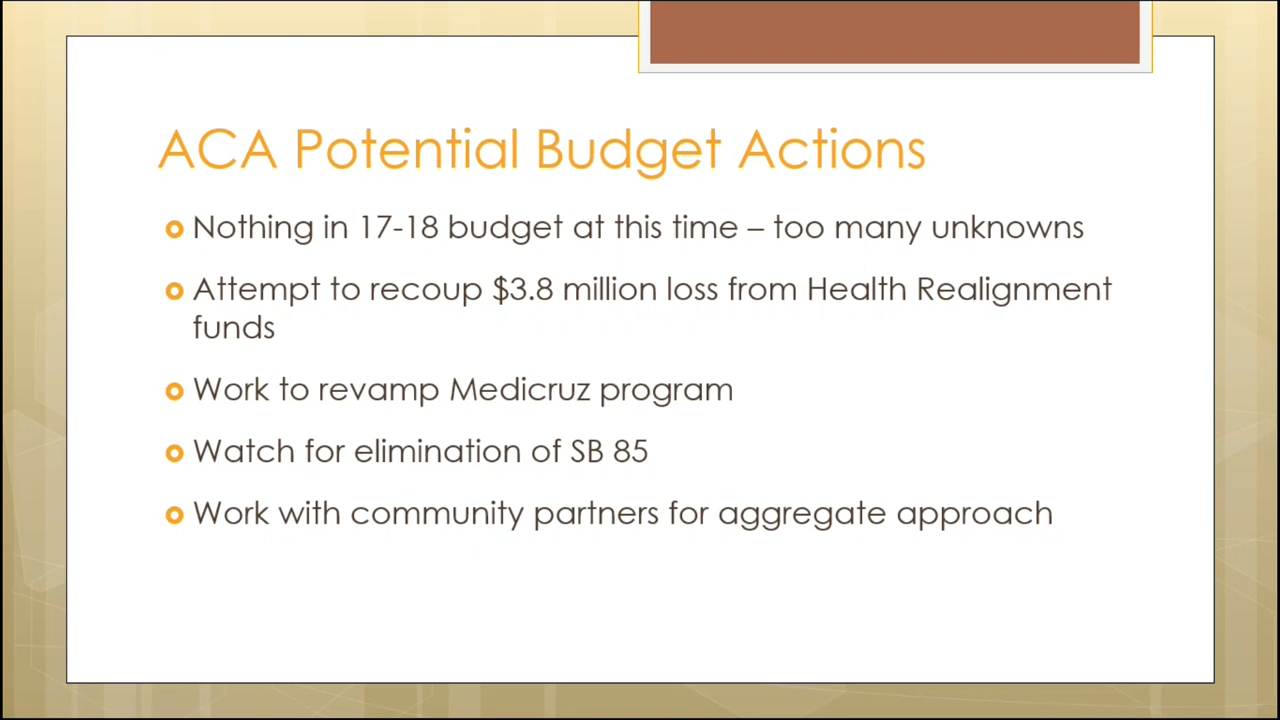 ACA Potential Budget Actions
Nothing in 17-18 budget at this time – too many unknowns
Attempt to recoup $3.8 million loss from Health Realignment
funds
Work to revamp Medicruz program
Watch for elimination of SB 85
Work with community partners for aggregate approach